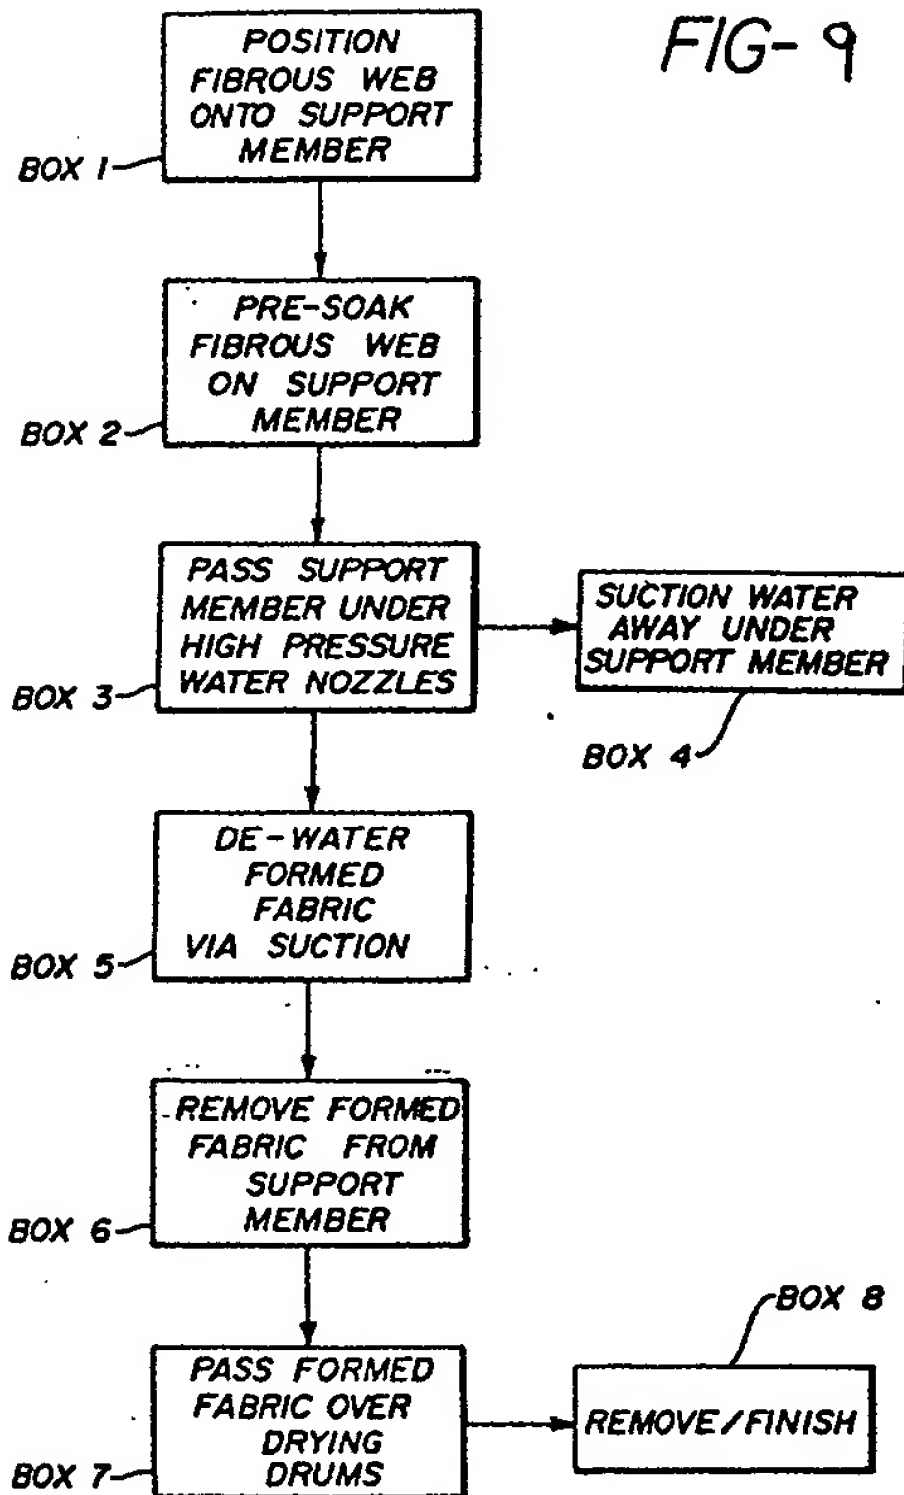 FIG-9
POSITION
FIBROUS WEB
ONTO SUPPORT
MEMBER
BOX 1
PRE-SOAK
FIBROUS WEB
ON SUPPORT
MEMBER
BOX 2
PASS SUPPORT
MEMBER UNDER
HIGH PRESSURE
WATER NOZZLES
BOX 3
SUCTION WATER
AWAY UNDER
SUPPORT MEMBER
BOX 4
DE-WATER
FORMED
FABRIC
VIA SUCTION
BOX 5
REMOVE FORMED
FABRIC FROM
SUPPORT
MEMBER
BOX 6
PASS FORMED
FABRIC OVER
DRYING
DRUMS
BOX 7
BOX 8
REMOVE/FINISH